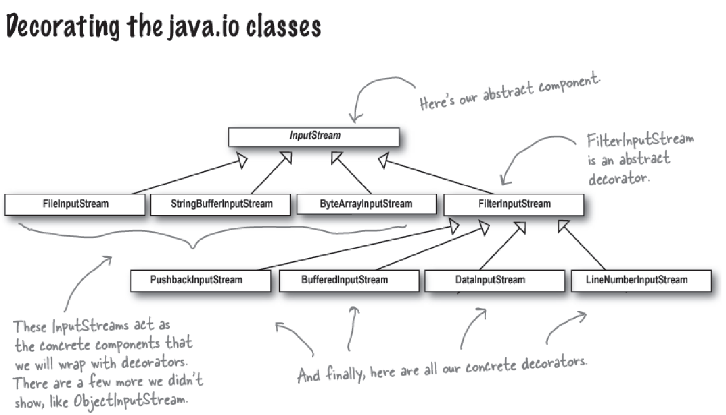 Decorating the java.io classes
Here's our abstract component.
InputStream
FilterInputStream
is an abstract
decorator.
FileInputStream
StringBufferInputStream
ByteArrayInputStream
FilterInputStream
PushbackInputStream
BufferedInputStream
DataInputStream
LineNumberInputStream
These InputStreams act as
the concrete components that
we will wrap with decorators.
There are a few more we didn't
show, like ObjectInputStream.
And finally, here are all our concrete decorators.